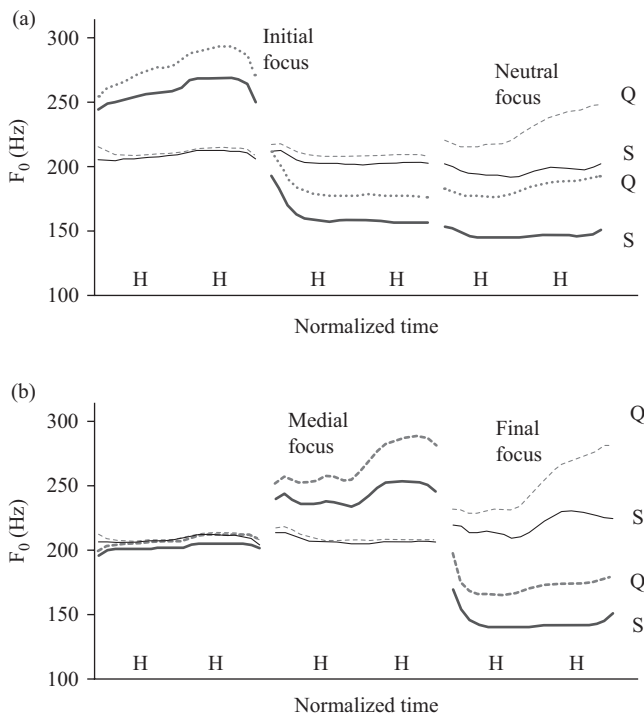 (a)
300
Initial
focus
Neutral
focus
Q
250
F₀ (Hz)
S
200
Q
150
S
H H H H H H
100
Normalized time
(b)
300
Q
Medial
focus
Final
focus
250
F₀ (Hz)
S
200
Q
150
S
H H H H H H
100
Normalized time